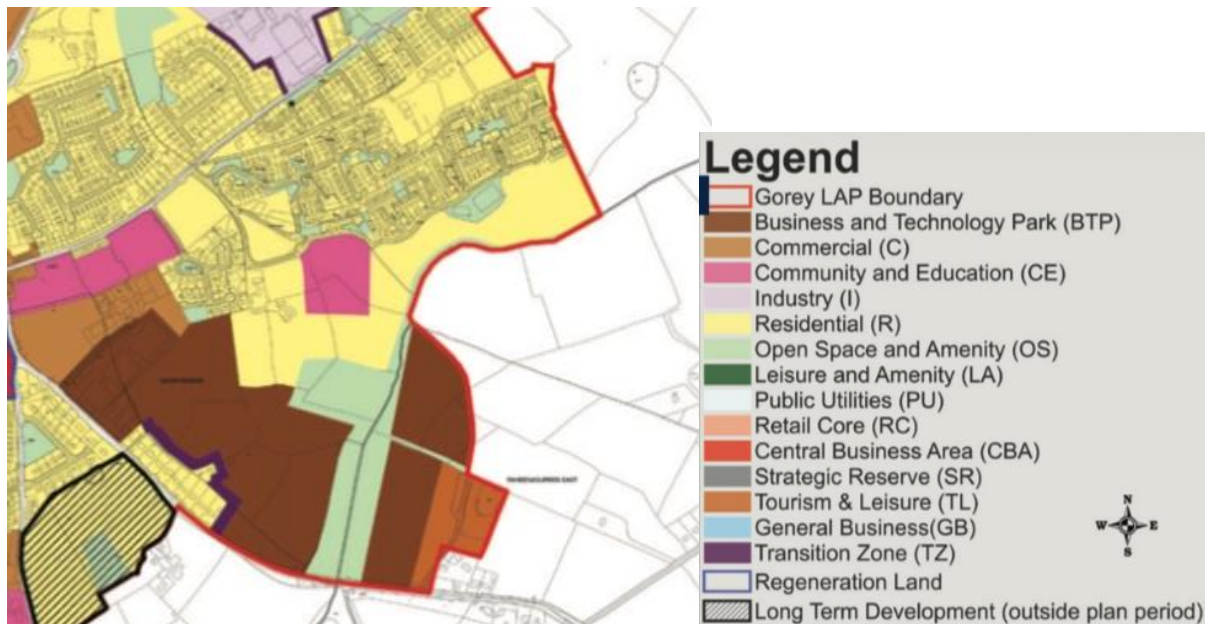 Legend
Gorey LAP Boundary
Business and Technology Park (BTP)
Commercial (C)
Community and Education (CE)
Industry (I)
Residential (R)
Open Space and Amenity (OS)
Leisure and Amenity (LA)
Public Utilities (PU)
Retail Core (RC)
Central Business Area (CBA)
Strategic Reserve (SR)
Tourism & Leisure (TL)
General Business(GB)
Transition Zone (TZ)
Regeneration Land
Long Term Development (outside plan period)
N
W E
S